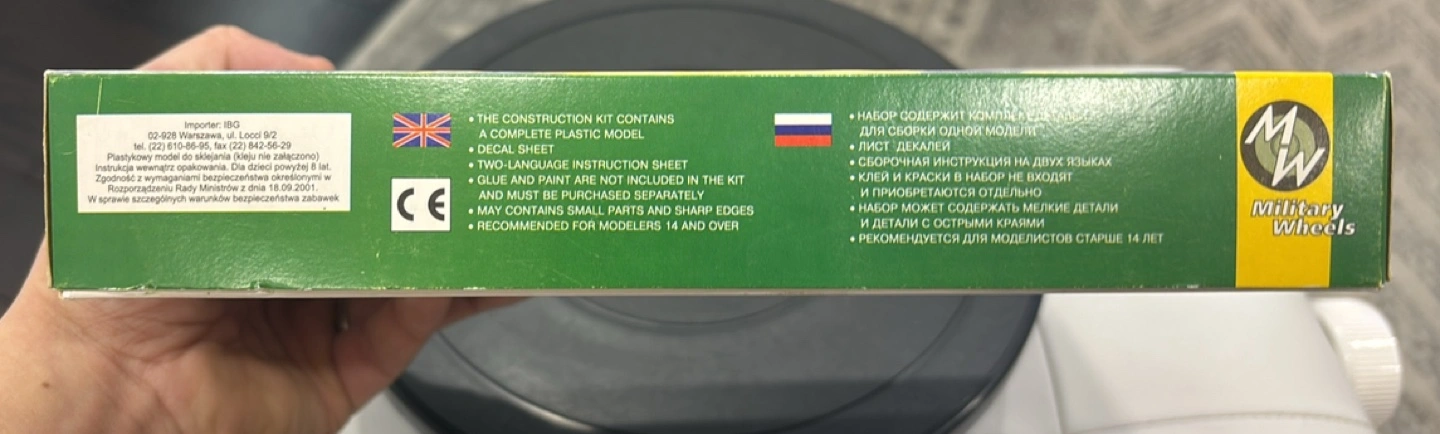 Importer: IBG
02-928 Warszawa, ul. Locci 9/2
tel. (22) 610-86-95, fax (22) 842-56-29
Plastykowy model do sklejania (kleju nie załączono)
Instrukcja wewnątrz opakowania. Dla dzieci powyżej 8 lat.
Zgodność z wymaganiami bezpieczeństwa określonymi w
Rozporządzeniu Rady Ministrów z dnia 18.09.2001.
W sprawie szczególnych warunków bezpieczeństwa zabawek
CE
• THE CONSTRUCTION KIT CONTAINS
A COMPLETE PLASTIC MODEL
• DECAL SHEET
• TWO-LANGUAGE INSTRUCTION SHEET
• GLUE AND PAINT ARE NOT INCLUDED IN THE KIT
AND MUST BE PURCHASED SEPARATELY
• MAY CONTAINS SMALL PARTS AND SHARP EDGES
• RECOMMENDED FOR MODELERS 14 AND OVER
• НАБОР СОДЕРЖИТ
ДЛЯ СБОРКИ ОДНОЙ МОДЕЛИ
• ЛИСТ ДЕКАЛЕЙ
• СБОРОЧНАЯ ИНСТРУКЦИЯ НА ДВУХ ЯЗЫКАХ
• КЛЕЙ И КРАСКИ В НАБОР НЕ ВХОДЯТ
И ПРИОБРЕТАЮТСЯ ОТДЕЛЬНО
• НАБОР МОЖЕТ СОДЕРЖАТЬ МЕЛКИЕ ДЕТАЛИ
И ДЕТАЛИ С ОСТРЫМИ КРАЯМИ
• РЕКОМЕНДУЕТСЯ ДЛЯ МОДЕЛИСТОВ СТАРШЕ 14 ЛЕТ
MW
Military
Wheels